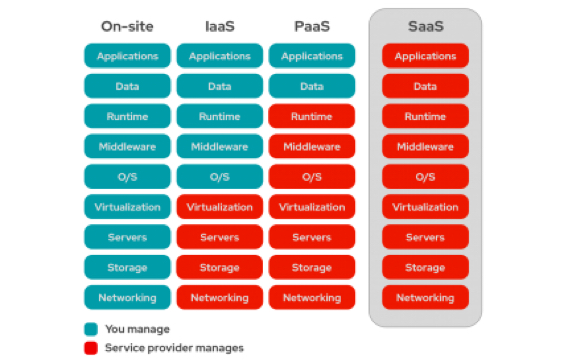 On-site IaaS PaaS SaaS
Applications Applications Applications Applications
Data Data Data Data
Runtime Runtime Runtime Runtime
Middleware Middleware Middleware Middleware
O/S O/S O/S O/S
Virtualization Virtualization Virtualization Virtualization
Servers Servers Servers Servers
Storage Storage Storage Storage
Networking Networking Networking Networking
You manage
Service provider manages